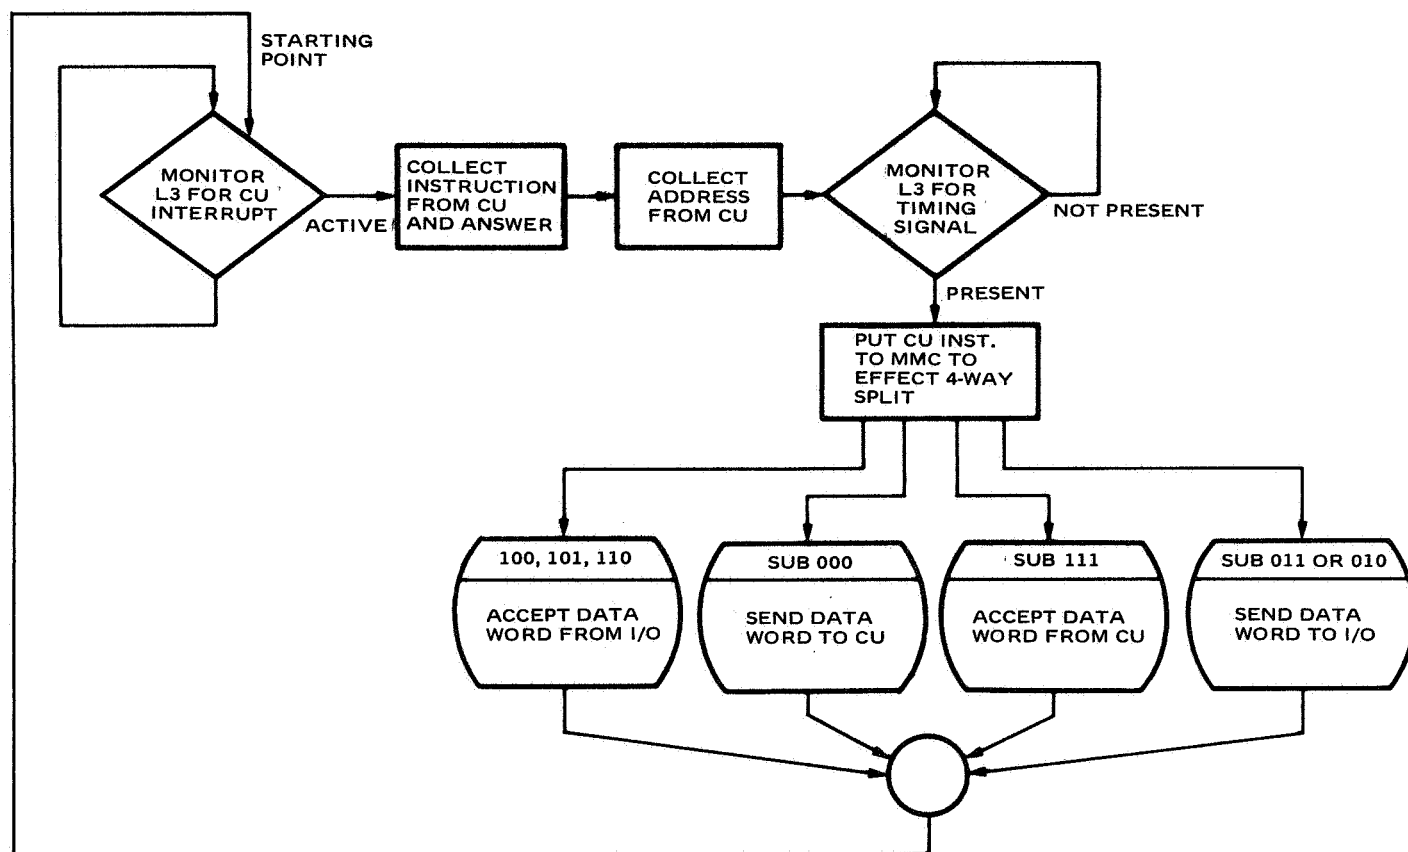 STARTING
POINT
MONITOR
L3 FOR CU
INTERRUPT
ACTIVE
COLLECT
INSTRUCTION
FROM CU
AND ANSWER
COLLECT
ADDRESS
FROM CU
MONITOR
L3 FOR
TIMING
SIGNAL
NOT PRESENT
PRESENT
PUT CU INST.
TO MMC TO
EFFECT 4-WAY
SPLIT
100, 101, 110
ACCEPT DATA
WORD FROM I/O
SUB 000
SEND DATA
WORD TO CU
SUB 111
ACCEPT DATA
WORD FROM CU
SUB 011 OR 010
SEND DATA
WORD TO I/O